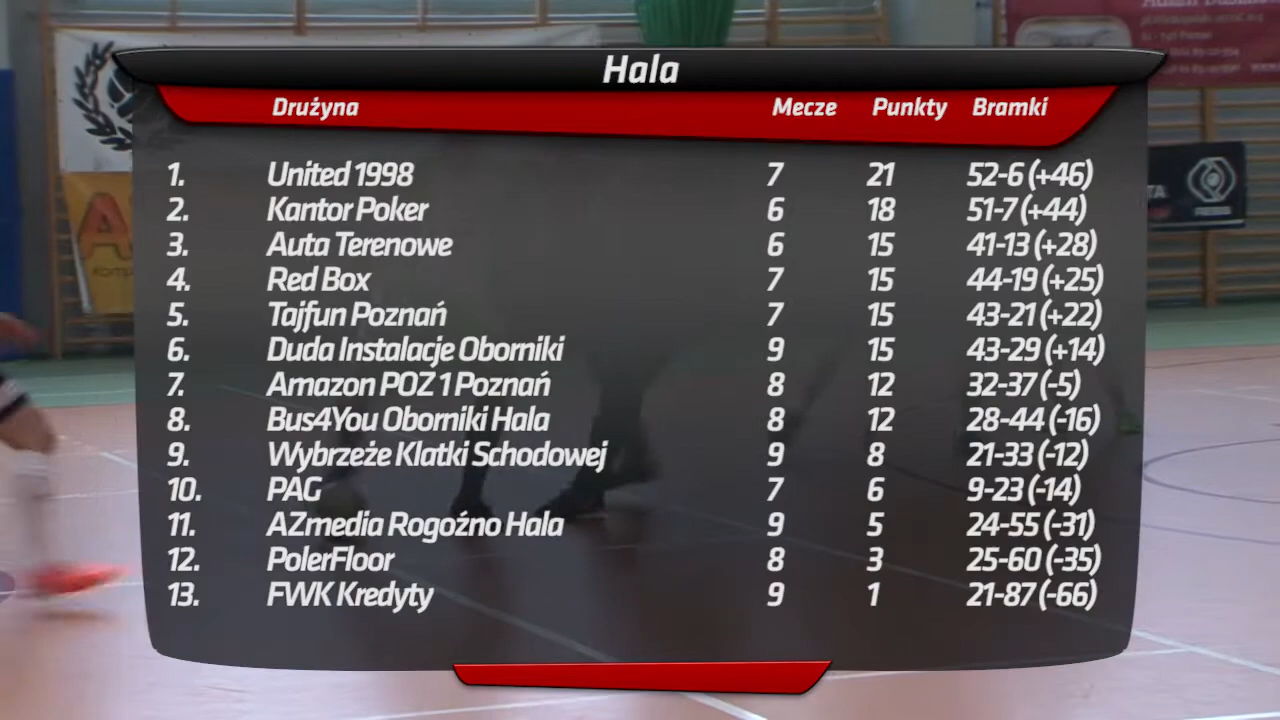 Hala
Drużyna Mecze Punkty Bramki
1. United 1998 7 21 52-6 (+46)
2. Kantor Poker 6 18 51-7 (+44)
3. Auta Terenowe 6 15 41-13 (+28)
4. Red Box 7 15 44-19 (+25)
5. Tajfun Poznań 7 15 43-21 (+22)
6. Duda Instalacje Oborniki 9 15 43-29 (+14)
7. Amazon POZ 1 Poznań 8 12 32-37 (-5)
8. Bus4You Oborniki Hala 8 12 28-44 (-16)
9. Wybrzeże Klatki Schodowej 9 8 21-33 (-12)
10. PAG 7 6 9-23 (-14)
11. AZmedia Rogoźno Hala 9 5 24-55 (-31)
12. PolerFloor 8 3 25-60 (-35)
13. FWK Kredyty 9 1 21-87 (-66)